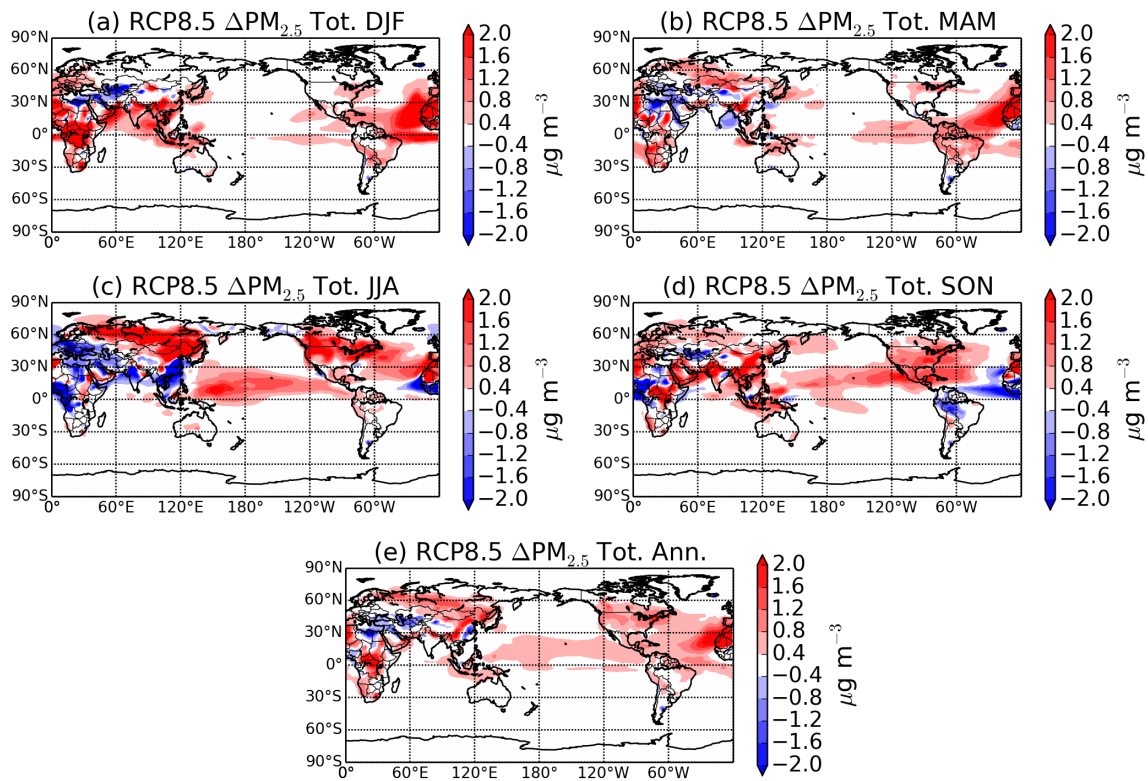 (a) RCP8.5 ΔPM2.5 Tot. DJF
90°N
60°N
30°N
0°
30°S
60°S
90°S
0°
60°E
120°E
180°
120°W
60°W
2.0
1.6
1.2
0.8
0.4
−0.4
−0.8
−1.2
−1.6
−2.0
μg m−3
(b) RCP8.5 ΔPM2.5 Tot. MAM
90°N
60°N
30°N
0°
30°S
60°S
90°S
0°
60°E
120°E
180°
120°W
60°W
2.0
1.6
1.2
0.8
0.4
−0.4
−0.8
−1.2
−1.6
−2.0
μg m−3
(c) RCP8.5 ΔPM2.5 Tot. JJA
90°N
60°N
30°N
0°
30°S
60°S
90°S
0°
60°E
120°E
180°
120°W
60°W
2.0
1.6
1.2
0.8
0.4
−0.4
−0.8
−1.2
−1.6
−2.0
μg m−3
(d) RCP8.5 ΔPM2.5 Tot. SON
90°N
60°N
30°N
0°
30°S
60°S
90°S
0°
60°E
120°E
180°
120°W
60°W
2.0
1.6
1.2
0.8
0.4
−0.4
−0.8
−1.2
−1.6
−2.0
μg m−3
(e) RCP8.5 ΔPM2.5 Tot. Ann.
90°N
60°N
30°N
0°
30°S
60°S
90°S
0°
60°E
120°E
180°
120°W
60°W
2.0
1.6
1.2
0.8
0.4
−0.4
−0.8
−1.2
−1.6
−2.0
μg m−3